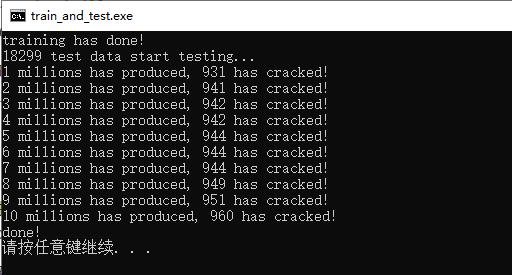 train_and_test.exe
training has done!
18299 test data start testing...
1 millions has produced, 931 has cracked!
2 millions has produced, 941 has cracked!
3 millions has produced, 942 has cracked!
4 millions has produced, 942 has cracked!
5 millions has produced, 944 has cracked!
6 millions has produced, 944 has cracked!
7 millions has produced, 944 has cracked!
8 millions has produced, 949 has cracked!
9 millions has produced, 951 has cracked!
10 millions has produced, 960 has cracked!
done!
请按任意键继续. . .